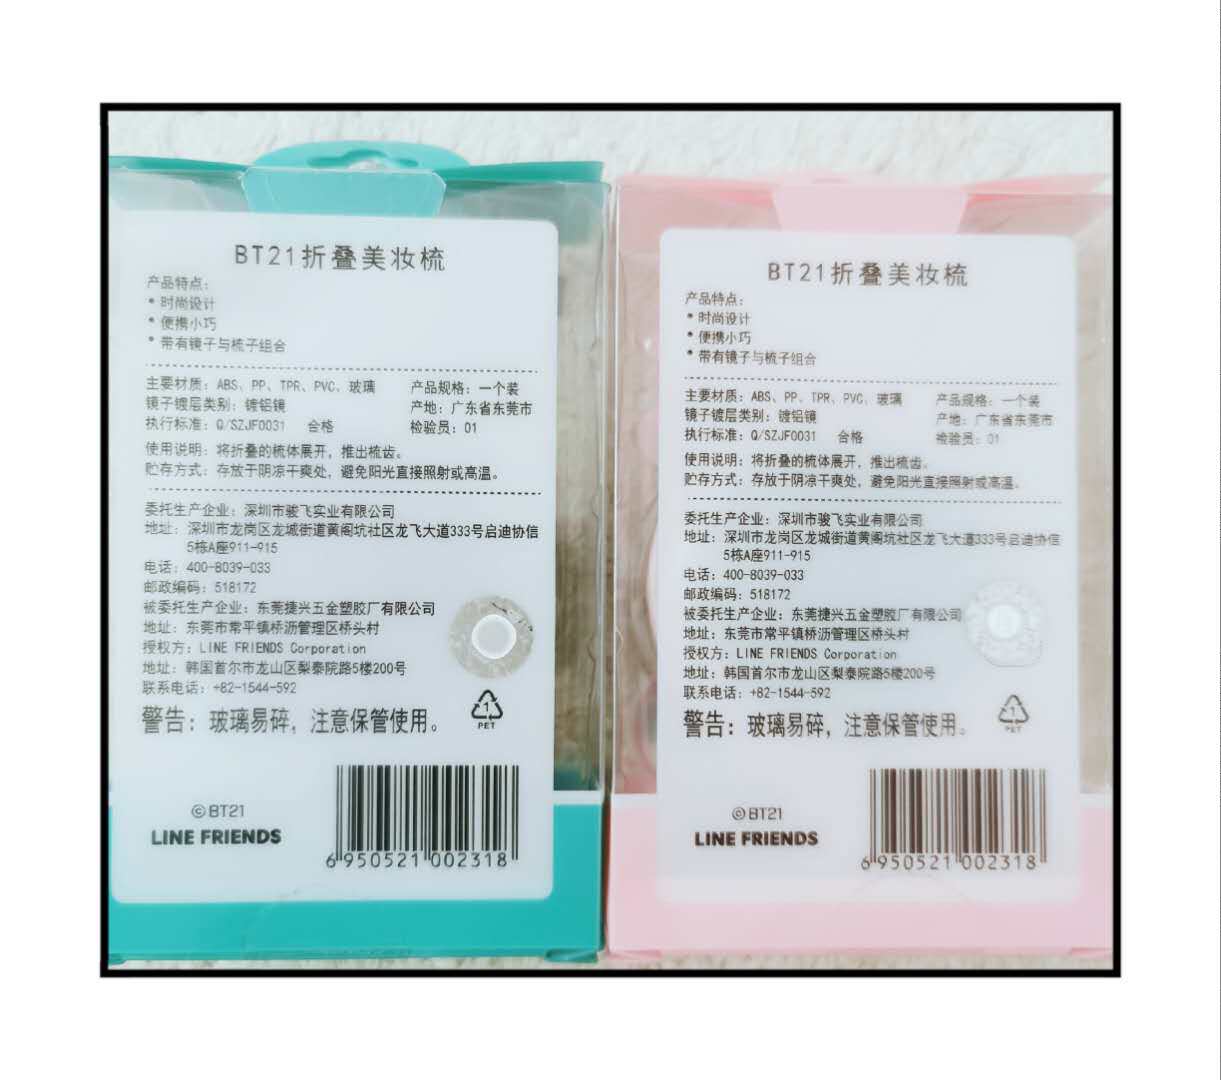 BT21折叠美妆梳
产品特点：
• 时尚设计
• 便携小巧
• 带有镜子与梳子组合
主要材质：ABS、PP、TPR、PVC、玻璃 产品规格：一个装
镜子镀层类别：镀铝镜 产地：广东省东莞市
执行标准：Q/SZJF0031 合格 检验员：01
使用说明：将折叠的梳体展开，推出梳齿。
贮存方式：存放于阴凉干爽处，避免阳光直接照射或高温。
委托生产企业：深圳市骏飞实业有限公司
地址：深圳市龙岗区龙城街道黄阁坑社区龙飞大道333号启迪协信
5栋A座911-915
电话：400-8039-033
邮政编码：518172
被委托生产企业：东莞捷兴五金塑胶厂有限公司
地址：东莞市常平镇桥沥管理区桥头村
授权方：LINE FRIENDS Corporation
地址：韩国首尔市龙山区梨泰院路5楼200号
联系电话：+82-1544-592
警告：玻璃易碎，注意保管使用。
1
PET
©BT21
LINE FRIENDS
6 950521 002318
BT21折叠美妆梳
产品特点：
• 时尚设计
• 便携小巧
• 带有镜子与梳子组合
主要材质：ABS、PP、TPR、PVC、玻璃 产品规格：一个装
镜子镀层类别：镀铝镜 产地：广东省东莞市
执行标准：Q/SZJF0031 合格 检验员：01
使用说明：将折叠的梳体展开，推出梳齿。
贮存方式：存放于阴凉干爽处，避免阳光直接照射或高温。
委托生产企业：深圳市骏飞实业有限公司
地址：深圳市龙岗区龙城街道黄阁坑社区龙飞大道333号启迪协信
5栋A座911-915
电话：400-8039-033
邮政编码：518172
被委托生产企业：东莞捷兴五金塑胶厂有限公司
地址：东莞市常平镇桥沥管理区桥头村
授权方：LINE FRIENDS Corporation
地址：韩国首尔市龙山区梨泰院路5楼200号
联系电话：+82-1544-592
警告：玻璃易碎，注意保管使用。
1
PET
©BT21
LINE FRIENDS
6 950521 002318